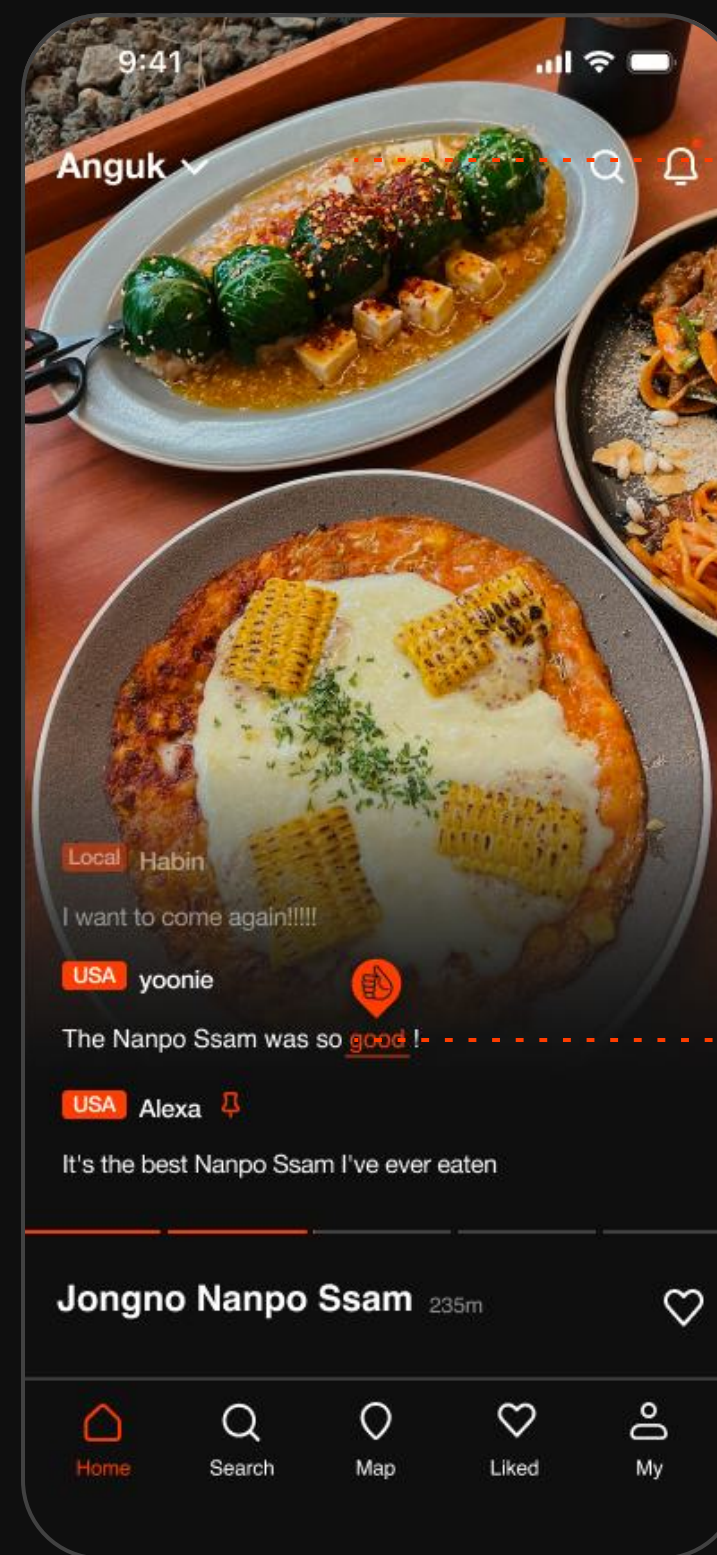 9:41
Anguk
Local Habin
I want to come again!!!!!
USA yoonie
The Nanpo Ssam was so good !
USA Alexa
It's the best Nanpo Ssam I've ever eaten
Jongno Nanpo Ssam 235m
Home Search Map Liked My